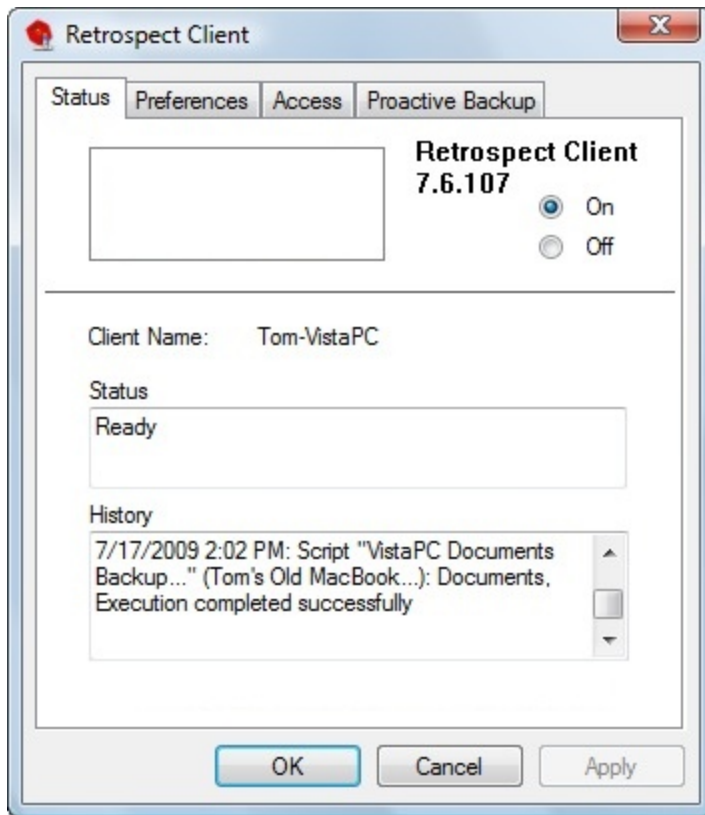 Retrospect Client
Status
Preferences
Access
Proactive Backup
Retrospect Client
7.6.107
On
Off
Client Name:
Tom-VistaPC
Status
Ready
History
7/17/2009 2:02 PM: Script "VistaPC Documents
Backup..." (Tom's Old MacBook...): Documents,
Execution completed successfully
OK
Cancel
Apply